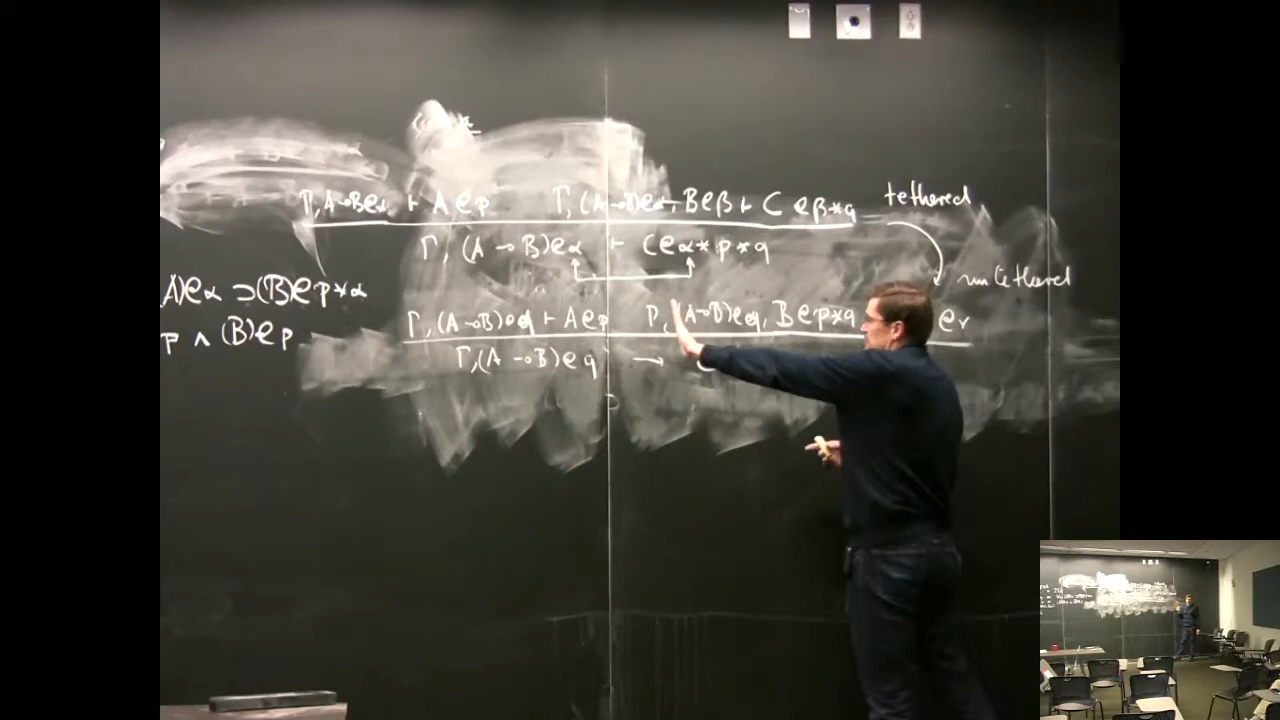 Γ, A⊸B@α ⊢ A@p    Γ, (A⊸B)@α, B@β ⊢ C @β*q    tethered
Γ, (A ⊸ B)@α ⊢ C@α*p*q
untethered
A)@α ⊃ (B)@p*α
Γ, (A⊸B)@q ⊢ A@p    Γ, (A⊸B)@q, B@p*q    @r
p ∧ (B)@p
Γ, (A ⊸ B)@q →